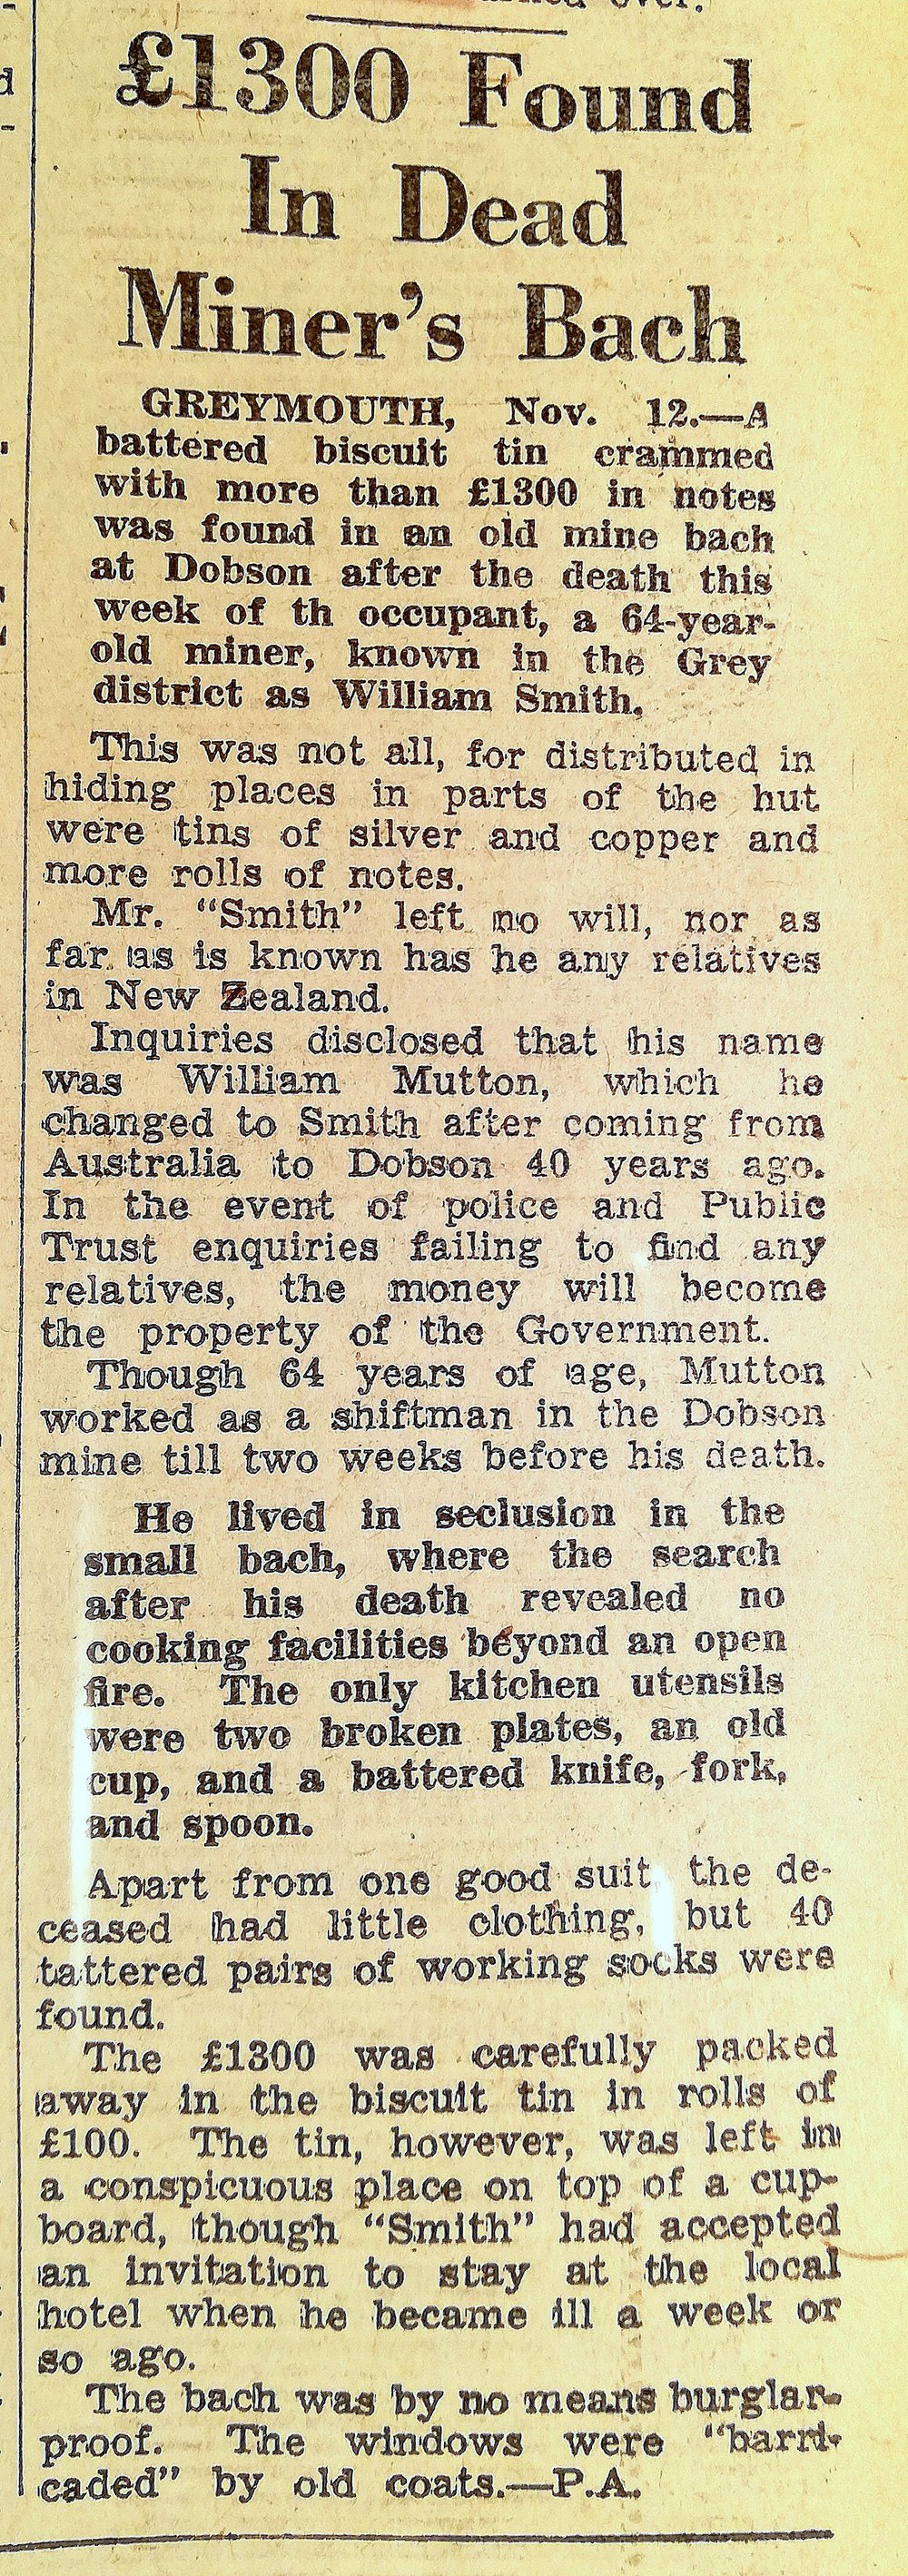 £1300 Found
In Dead
Miner's Bach
GREYMOUTH, Nov. 12.—A
battered biscuit tin crammed
with more than £1300 in notes
was found in an old mine bach
at Dobson after the death this
week of th occupant, a 64-year-
old miner, known in the Grey
district as William Smith.
This was not all, for distributed in
hiding places in parts of the hut
were tins of silver and copper and
more rolls of notes.
Mr. “Smith” left no will, nor as
far as is known has he any relatives
in New Zealand.
Inquiries disclosed that his name
was William Mutton, which he
changed to Smith after coming from
Australia to Dobson 40 years ago.
In the event of police and Public
Trust enquiries failing to find any
relatives, the money will become
the property of the Government.
Though 64 years of age, Mutton
worked as a shiftman in the Dobson
mine till two weeks before his death.
He lived in seclusion in the
small bach, where the search
after his death revealed no
cooking facilities beyond an open
fire. The only kitchen utensils
were two broken plates, an old
cup, and a battered knife, fork,
and spoon.
Apart from one good suit the de-
ceased had little clothing, but 40
tattered pairs of working socks were
found.
The £1300 was carefully packed
away in the biscuit tin in rolls of
£100. The tin, however, was left in
a conspicuous place on top of a cup-
board, though “Smith” had accepted
an invitation to stay at the local
hotel when he became ill a week or
so ago.
The bach was by no means burglar-
proof. The windows were “barri-
caded” by old coats.—P.A.